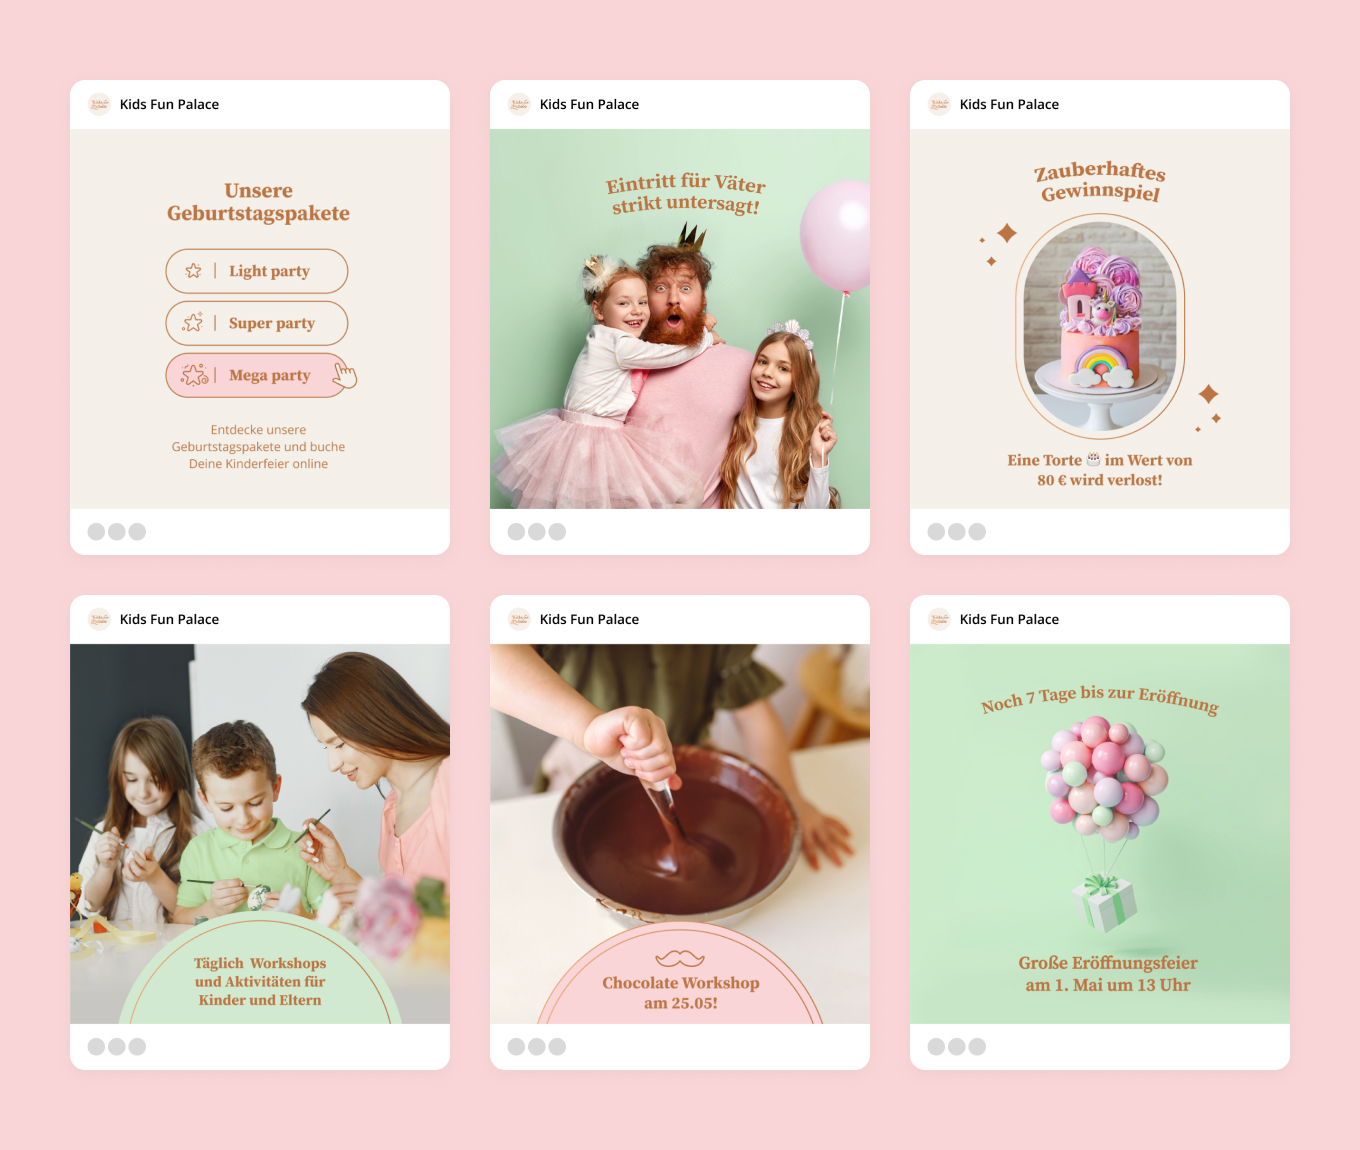 Kids Fun Palace
Unsere
Geburtstagspakete
Light party
Super party
Mega party
Entdecke unsere
Geburtstagspakete und buche
Deine Kinderfeier online
Kids Fun Palace
Eintritt für Väter
strikt untersagt!
Kids Fun Palace
Zauberhaftes
Gewinnspiel
Eine Torte 🎂 im Wert von
80 € wird verlost!
Kids Fun Palace
Täglich Workshops
und Aktivitäten für
Kinder und Eltern
Kids Fun Palace
Chocolate Workshop
am 25.05!
Kids Fun Palace
Noch 7 Tage bis zur Eröffnung
Große Eröffnungsfeier
am 1. Mai um 13 Uhr